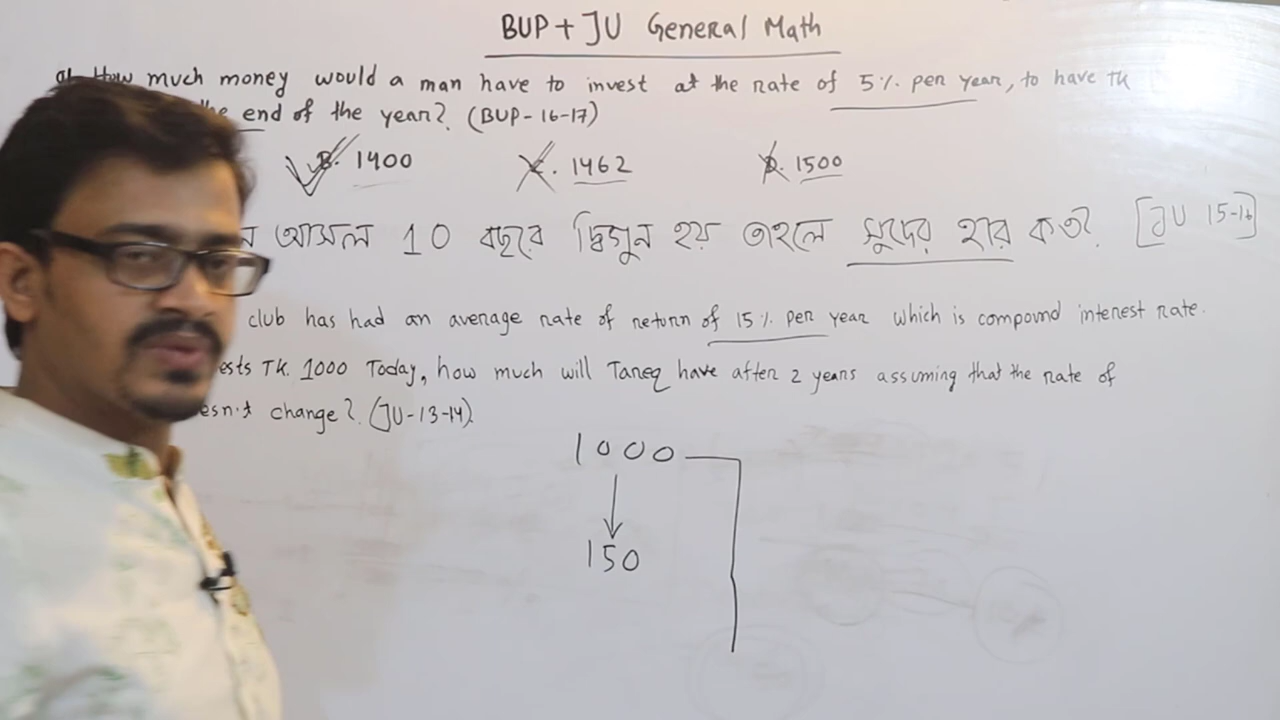 BUP + JU General Math
Q. How much money would a man have to invest at the rate of 5% per year, to have TK
the end of the year? (BUP-16-17)
B. 1400 C. 1462 D. 1500
আসল 10 বছরে দ্বিগুন হয় তাহলে সুদের হার কত? [JU 15-16]
club has had an average rate of return of 15% per year which is compound interest rate.
ests TK. 1000 Today, how much will Tareq have after 2 years assuming that the rate of
esn't change? (JU-13-14)
1000
150